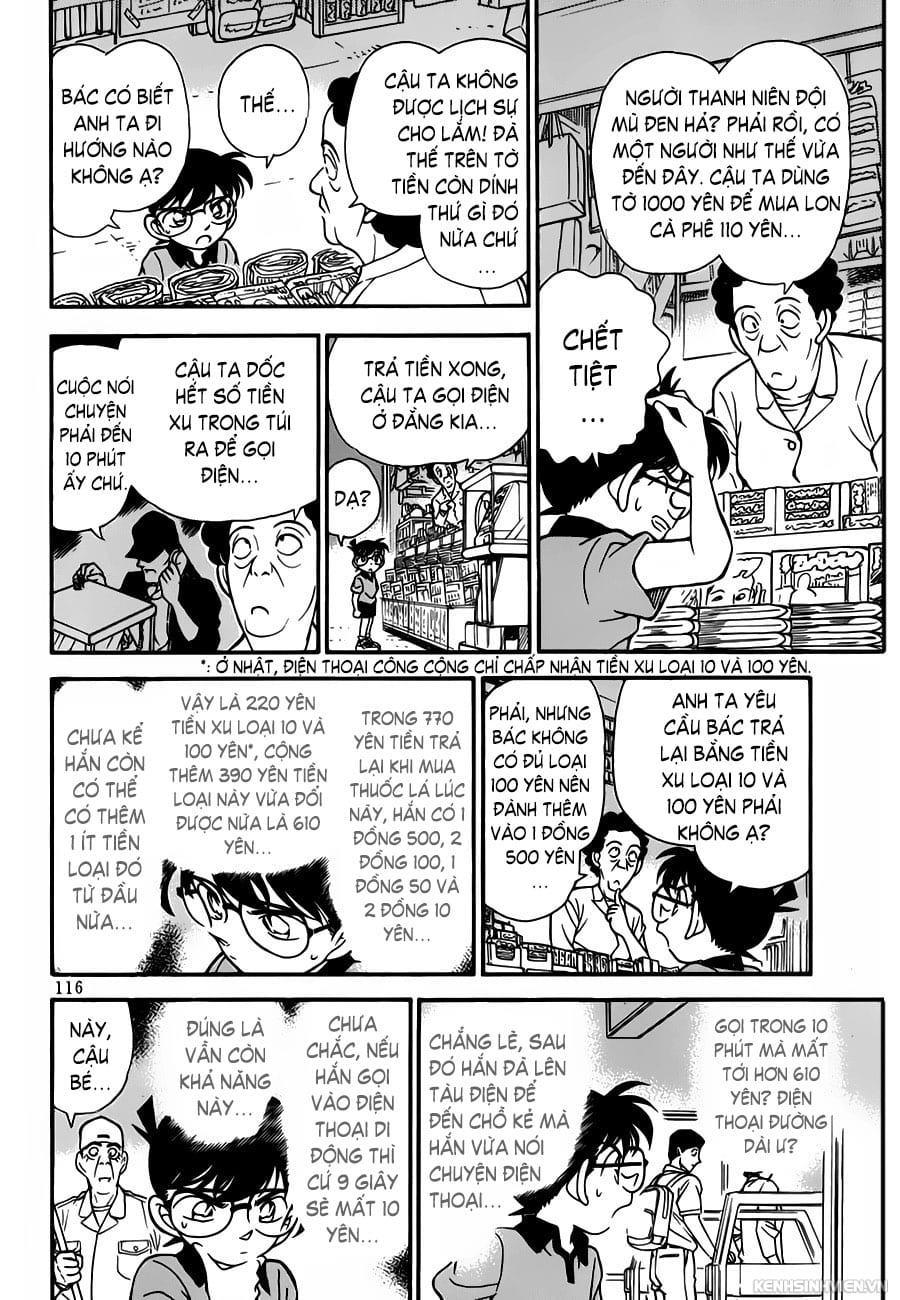 NGƯỜI THANH NIÊN ĐỘI
MŨ ĐEN HẢ? PHẢI RỒI, CÓ
MỘT NGƯỜI NHƯ THẾ VỪA
ĐẾN ĐÂY. CẬU TA DÙNG
TỜ 1000 YÊN ĐỂ MUA LON
CÀ PHÊ 110 YÊN...
CHẾT
TIỆT
...
CẬU TA KHÔNG
ĐƯỢC LỊCH SỰ
CHO LẮM! ĐÃ
THẾ TRÊN TỜ
TIỀN CÒN DÍNH
THỨ GÌ ĐÓ
NỮA CHỨ
...
THẾ...
BÁC CÓ BIẾT
ANH TA ĐI
HƯỚNG NÀO
KHÔNG Ạ?
TRẢ TIỀN XONG,
CẬU TA GỌI ĐIỆN
Ở ĐẰNG KIA...
DẠ?
CẬU TA DỐC
HẾT SỐ TIỀN
XU TRONG TÚI
RA ĐỂ GỌI
ĐIỆN...
CUỘC NÓI
CHUYỆN
PHẢI ĐẾN
10 PHÚT
ẤY CHỨ.
*: Ở NHẬT, ĐIỆN THOẠI CÔNG CỘNG CHỈ CHẤP NHẬN TIỀN XU LOẠI 10 VÀ 100 YÊN.
ANH TA YÊU
CẦU BÁC TRẢ
LẠI BẰNG TIỀN
XU LOẠI 10 VÀ
100 YÊN PHẢI
KHÔNG Ạ?
PHẢI, NHƯNG
BÁC KHÔNG
CÓ ĐỦ LOẠI
100 YÊN NÊN
ĐÀNH THÊM
VÀO 1 ĐỒNG
500 YÊN
...
TRONG 770
YÊN TIỀN TRẢ
LẠI KHI MUA
THUỐC LÁ LÚC
NÀY, HẮN CÓ 1
ĐỒNG 500, 2
ĐỒNG 100, 1
ĐỒNG 50 VÀ
2 ĐỒNG 10
YÊN...
VẬY LÀ 220 YÊN
TIỀN XU LOẠI 10 VÀ
100 YÊN*, CỘNG
THÊM 390 YÊN TIỀN
LOẠI NÀY VỪA ĐỔI
ĐƯỢC NỮA LÀ 610
YÊN...
CHƯA KỂ
HẮN CÒN
CÓ THỂ
CÓ THÊM
1 ÍT TIỀN
LOẠI ĐÓ
TỪ ĐẦU
NỮA...
116
GỌI TRONG 10
PHÚT MÀ MẤT
TỚI HƠN 610
YÊN? ĐIỆN
THOẠI ĐƯỜNG
DÀI Ư?
CHẲNG LẼ, SAU
ĐÓ HẮN ĐÃ LÊN
TÀU ĐIỆN ĐỂ
ĐẾN CHỖ KẺ MÀ
HẮN VỪA NÓI
CHUYỆN ĐIỆN
THOẠI...
CHƯA
CHẮC, NẾU
HẮN GỌI
VÀO ĐIỆN
THOẠI DI
ĐỘNG THÌ
CỨ 9 GIÂY
SẼ MẤT 10
YÊN...
ĐÚNG LÀ
VẪN CÒN
KHẢ NĂNG
NÀY...
NÀY,
CẬU
BÉ...
KENHSINHVIEN.VN